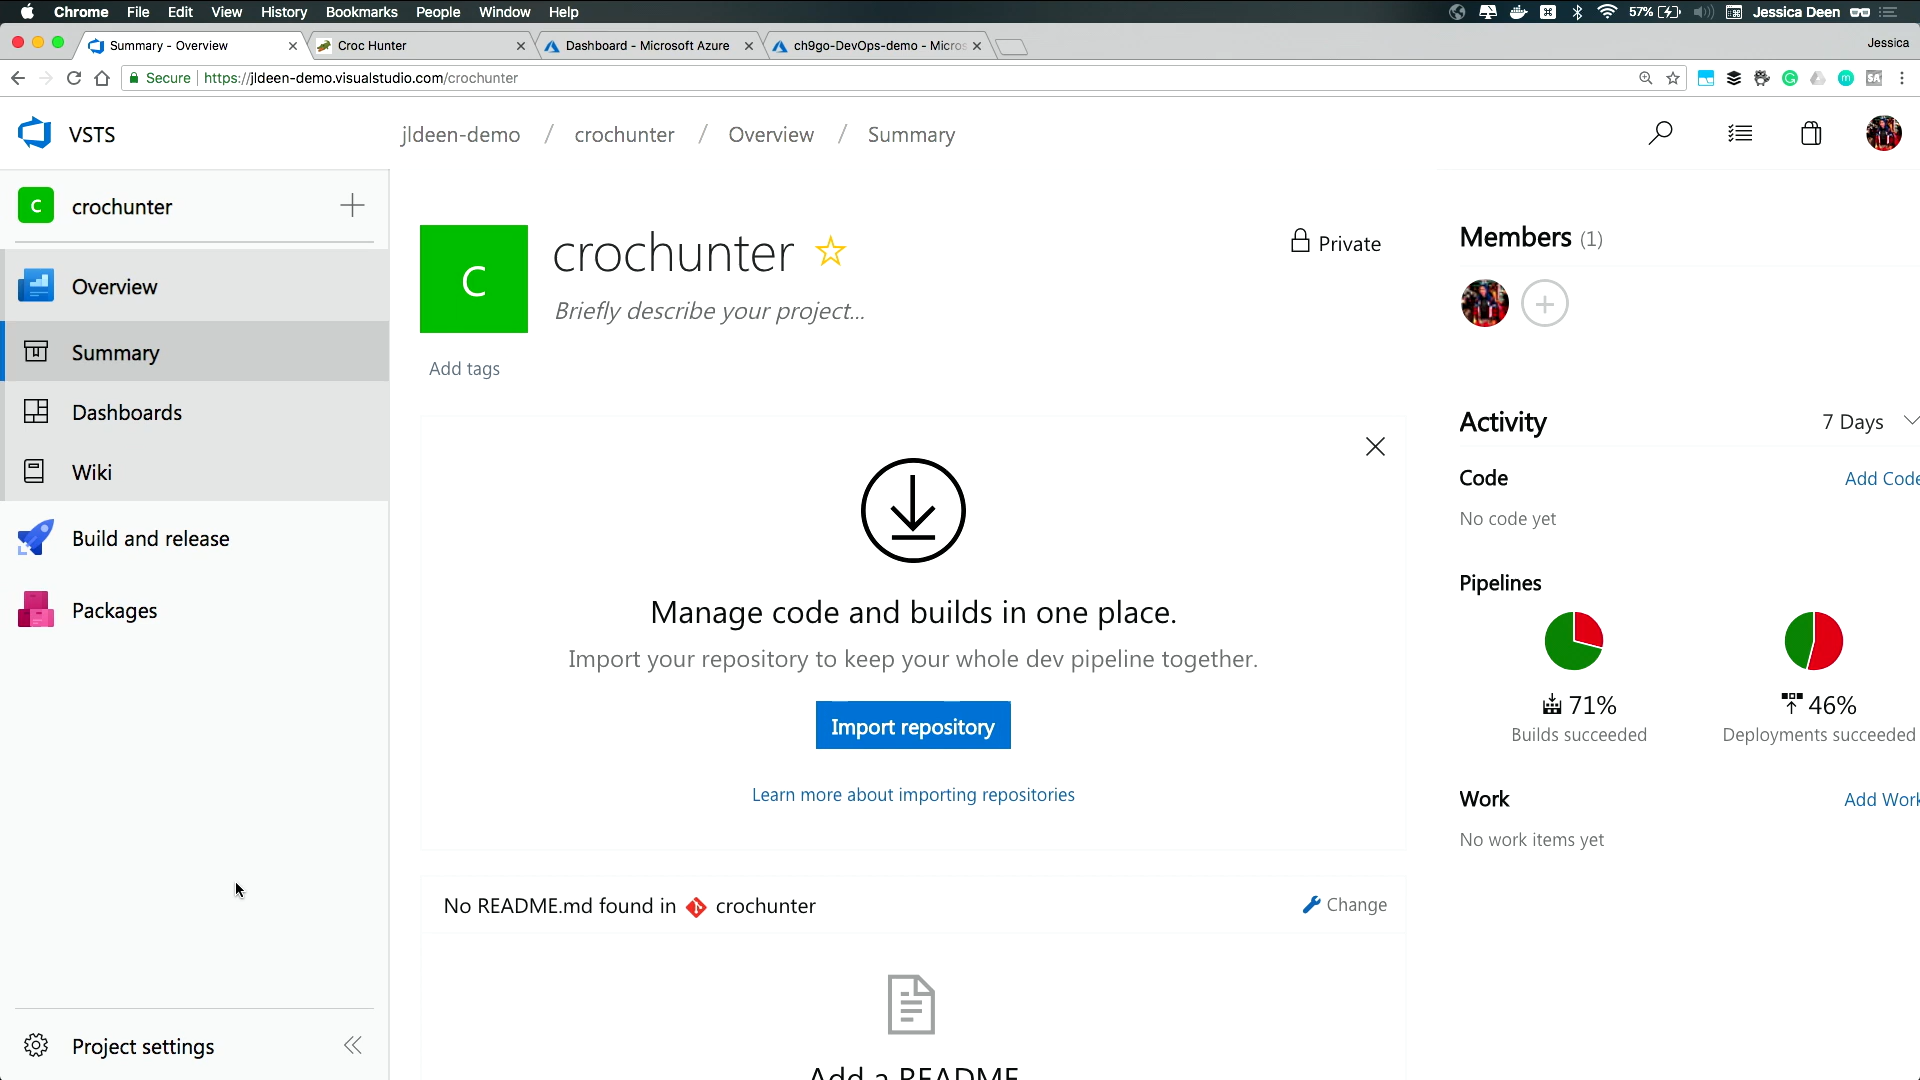 Chrome File Edit View History Bookmarks People Window Help 57% Jessica Deen
Summary - Overview Croc Hunter Dashboard - Microsoft Azure ch9go-DevOps-demo - Micros Jessica
Secure https://jldeen-demo.visualstudio.com/crochunter
VSTS jldeen-demo / crochunter / Overview / Summary
C crochunter
Overview
Summary
Dashboards
Wiki
Build and release
Packages
Project settings
C crochunter Private
Briefly describe your project...
Add tags
Manage code and builds in one place.
Import your repository to keep your whole dev pipeline together.
Import repository
Learn more about importing repositories
No README.md found in crochunter Change
Add a README
Members (1)
Activity 7 Days
Code Add Code
No code yet
Pipelines
71% 46%
Builds succeeded Deployments succeeded
Work Add Work
No work items yet